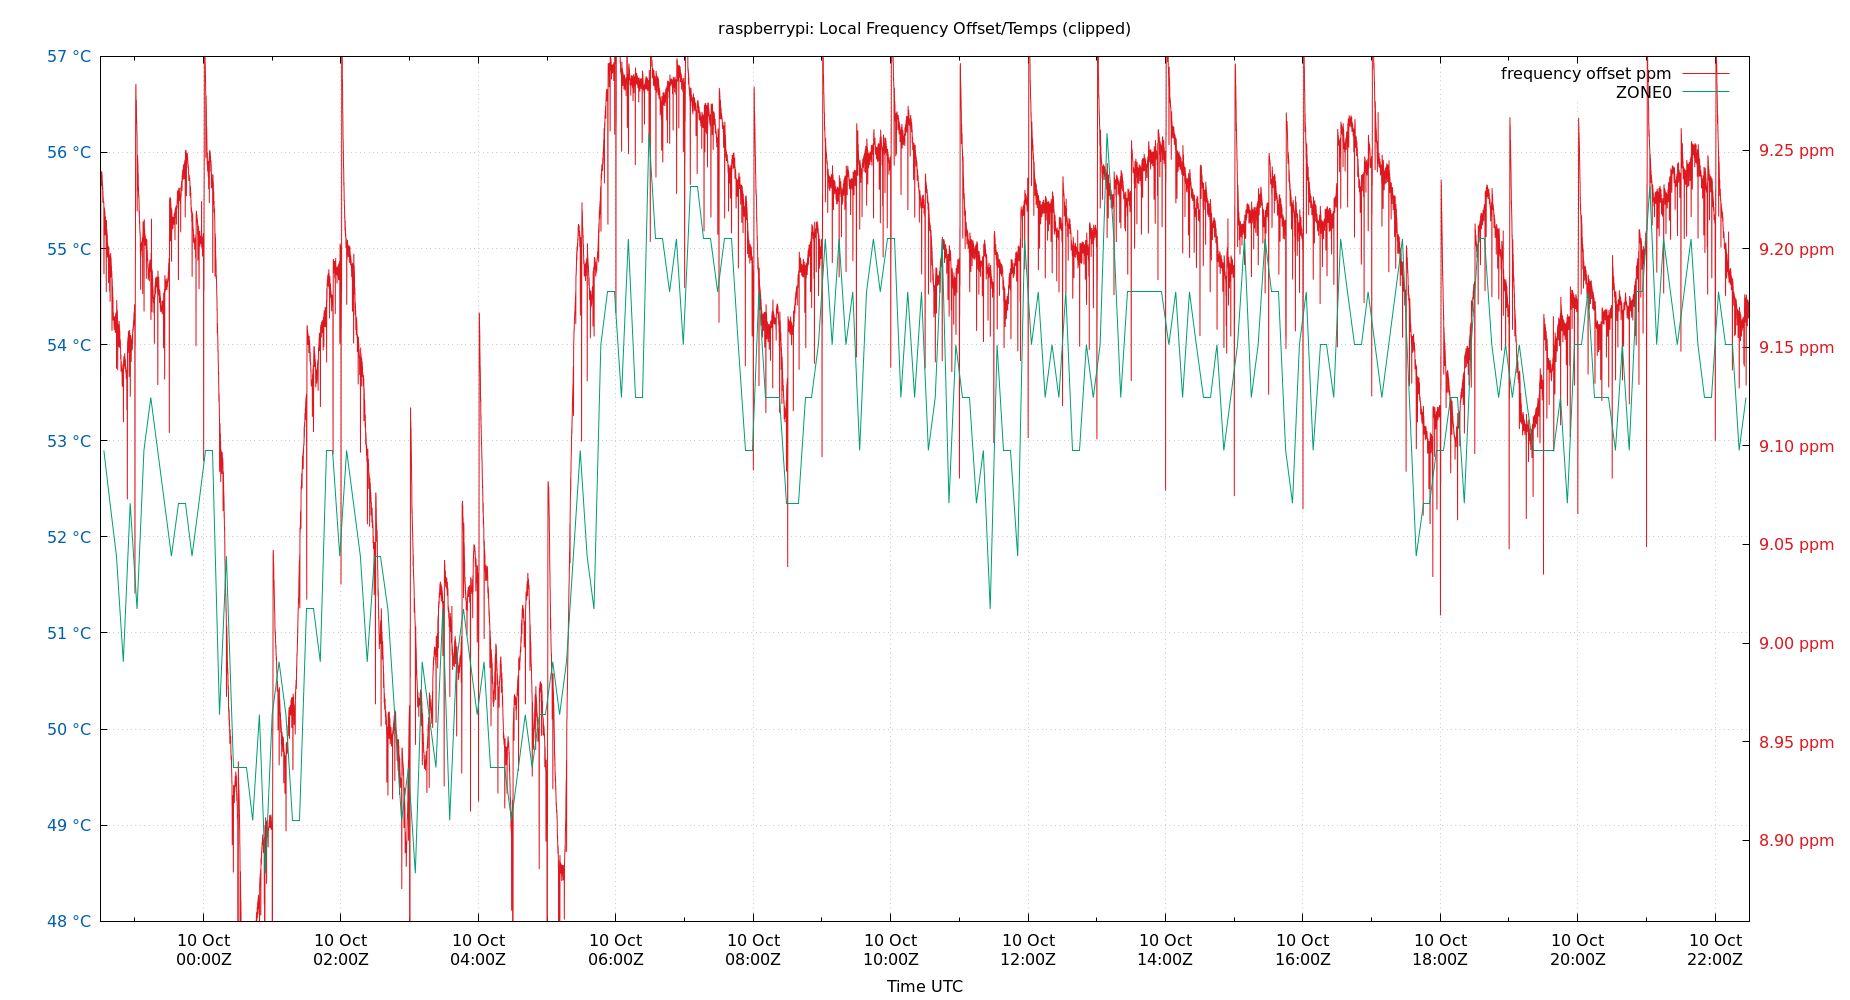 raspberrypi: Local Frequency Offset/Temps (clipped)
57 °C
56 °C
55 °C
54 °C
53 °C
52 °C
51 °C
50 °C
49 °C
48 °C
frequency offset ppm
ZONE0
9.25 ppm
9.20 ppm
9.15 ppm
9.10 ppm
9.05 ppm
9.00 ppm
8.95 ppm
8.90 ppm
10 Oct 10 Oct 10 Oct 10 Oct 10 Oct 10 Oct 10 Oct 10 Oct 10 Oct 10 Oct 10 Oct 10 Oct
00:00Z 02:00Z 04:00Z 06:00Z 08:00Z 10:00Z 12:00Z 14:00Z 16:00Z 18:00Z 20:00Z 22:00Z
Time UTC